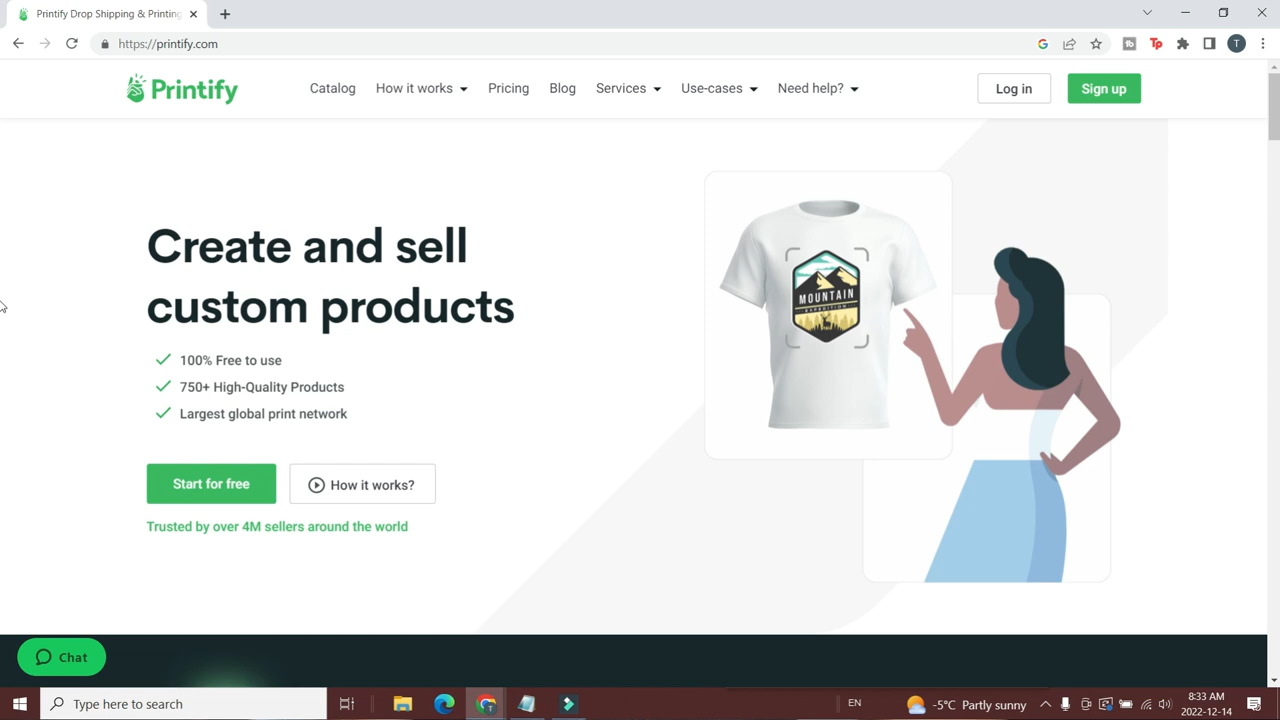 Printify Drop Shipping & Printing
https://printify.com
Tp
T
Printify
Catalog
How it works
Pricing
Blog
Services
Use-cases
Need help?
Log in
Sign up
Create and sell
custom products
100% Free to use
750+ High-Quality Products
Largest global print network
Start for free
How it works?
Trusted by over 4M sellers around the world
MOUNTAIN
EXPEDITION
Chat
Type here to search
EN
-5°C Partly sunny
8:33 AM
2022-12-14